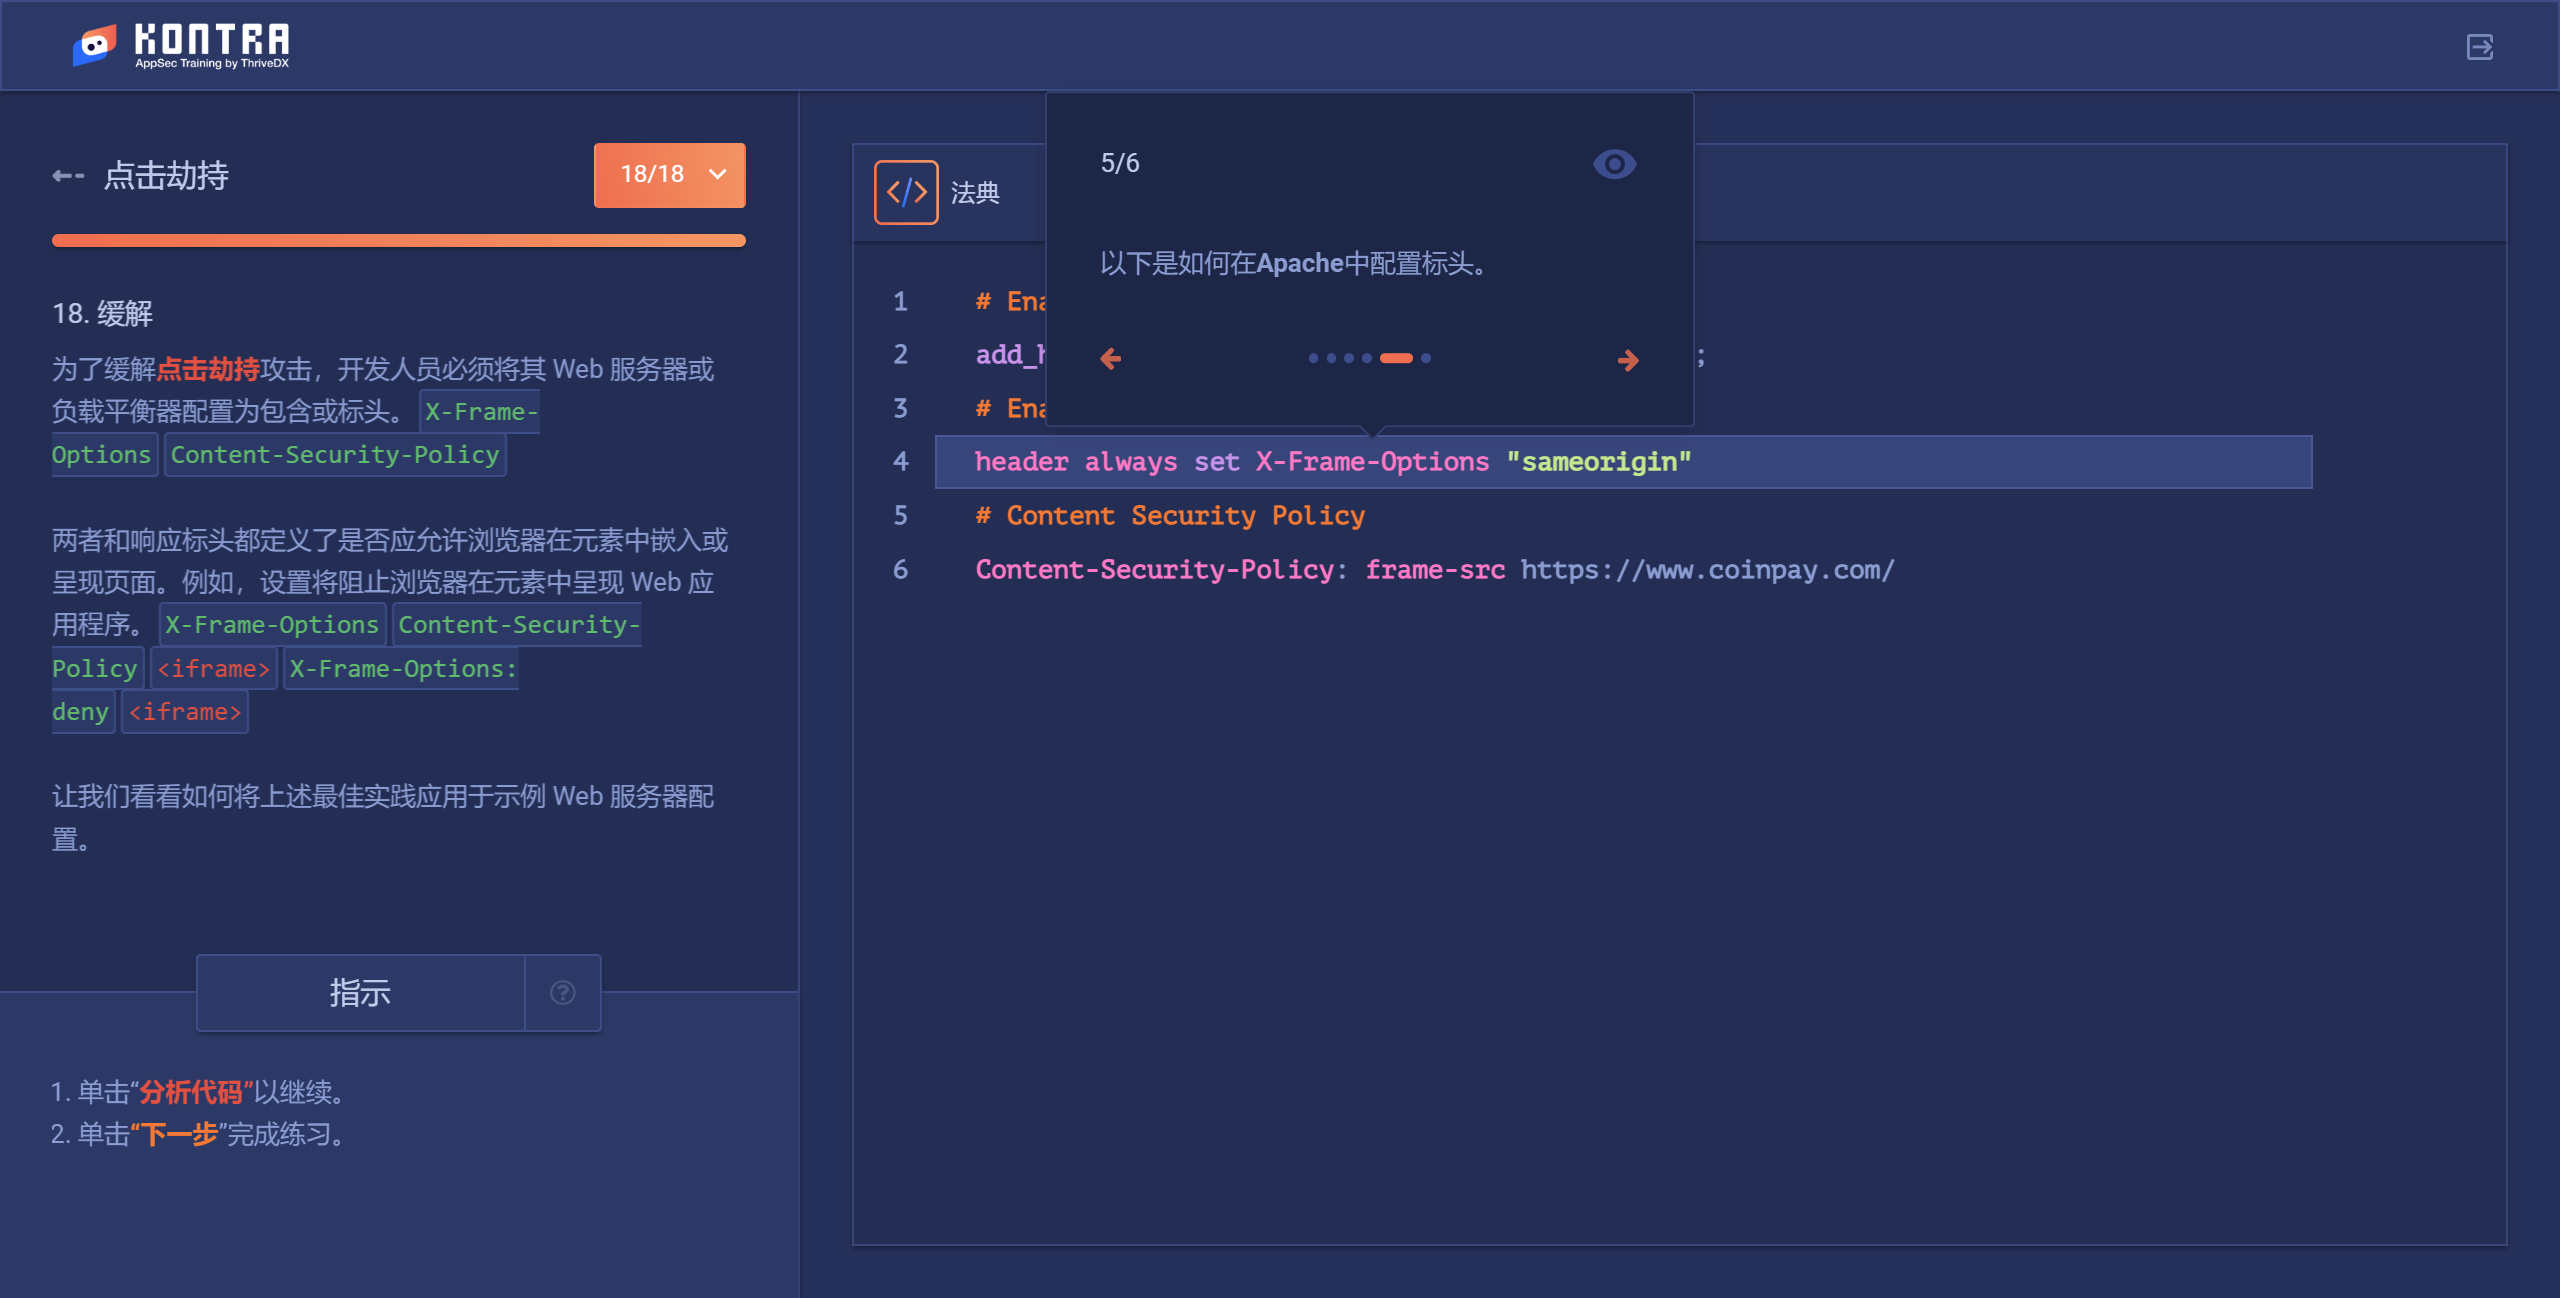 KONTRA
AppSec Training by ThriveDX
点击劫持
18/18
18. 缓解
为了缓解点击劫持攻击，开发人员必须将其 Web 服务器或
负载平衡器配置为包含或标头。 X-Frame-
Options Content-Security-Policy
两者和响应标头都定义了是否应允许浏览器在元素中嵌入或
呈现页面。例如，设置将阻止浏览器在元素中呈现 Web 应
用程序。 X-Frame-Options Content-Security-
Policy <iframe> X-Frame-Options:
deny <iframe>
让我们看看如何将上述最佳实践应用于示例 Web 服务器配
置。
指示
1. 单击“分析代码”以继续。
2. 单击“下一步”完成练习。
</> 法典
5/6
以下是如何在Apache中配置标头。
1 # Ena
2 add_h ;
3 # Ena
4 header always set X-Frame-Options "sameorigin"
5 # Content Security Policy
6 Content-Security-Policy: frame-src https://www.coinpay.com/